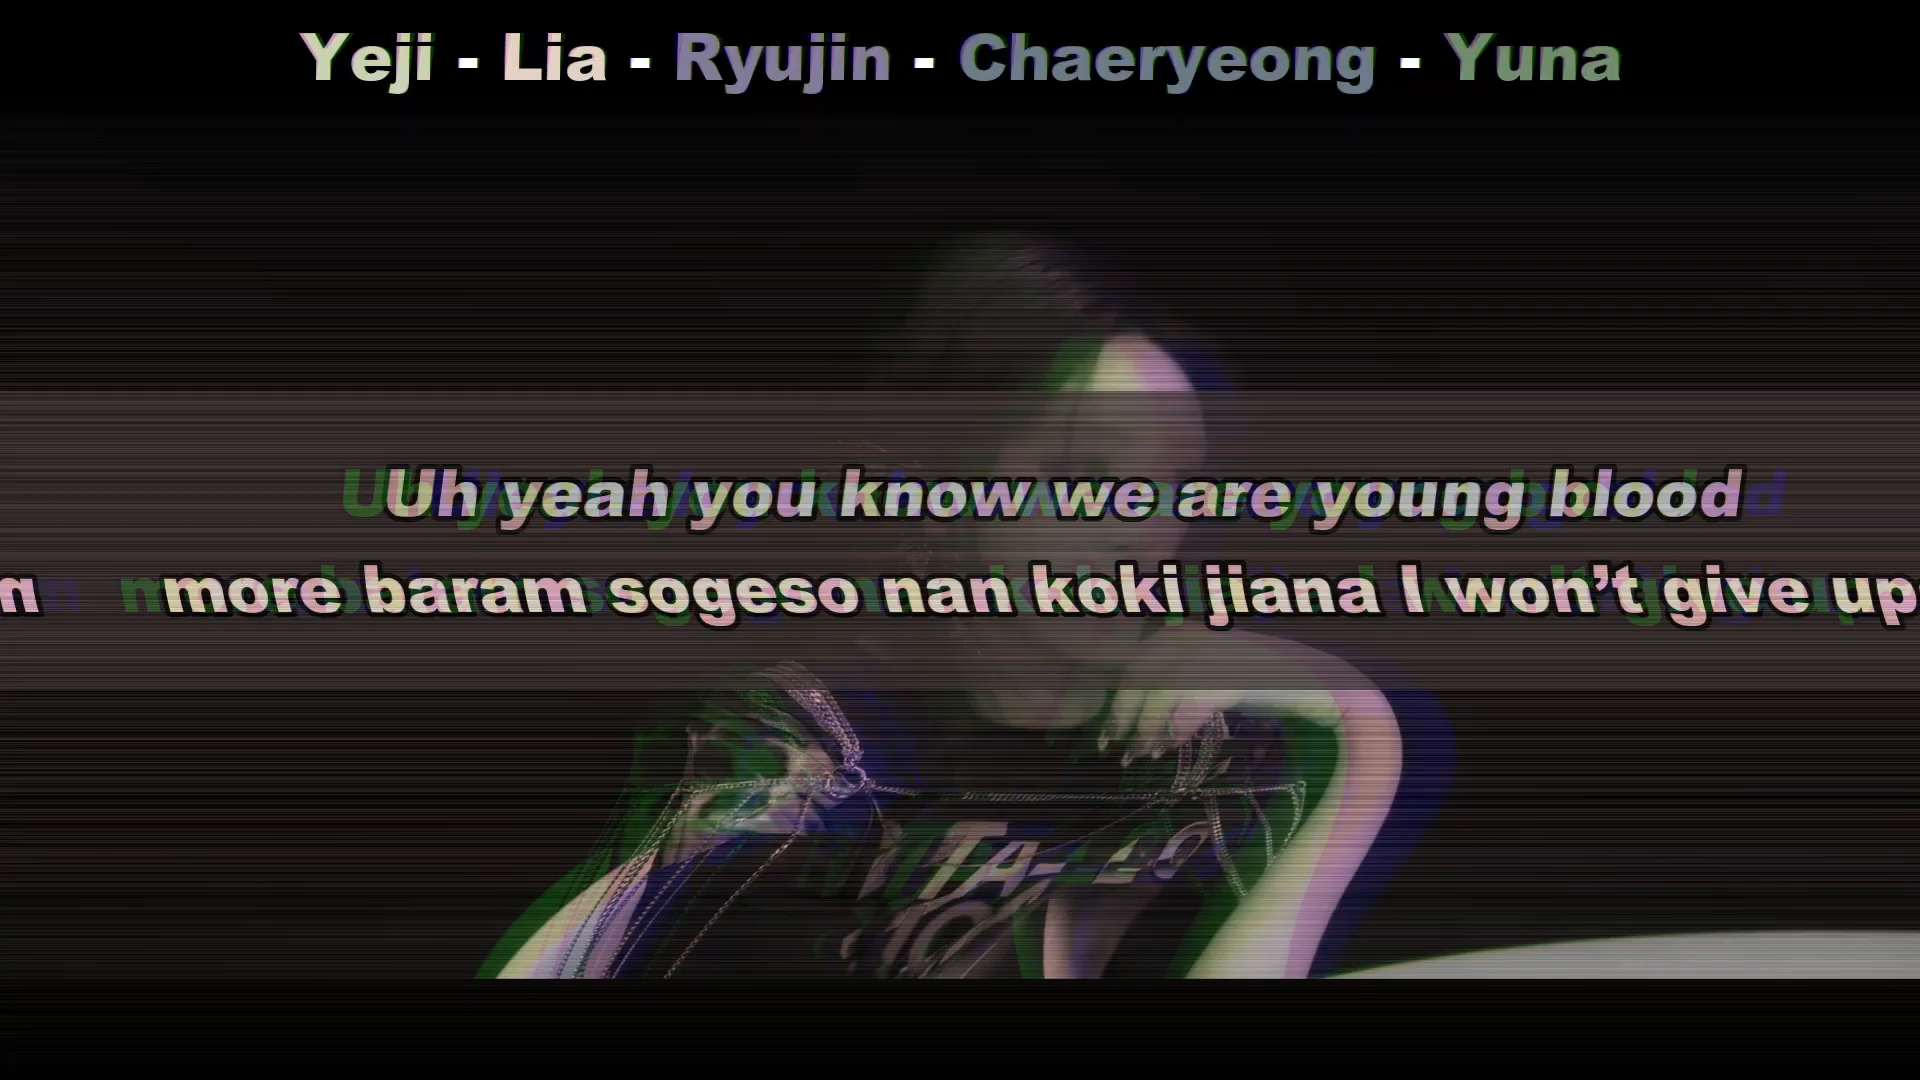 Yeji - Lia - Ryujin - Chaeryeong - Yuna
Uh yeah you know we are young blood
n more baram sogeso nan koki jiana I won’t give up